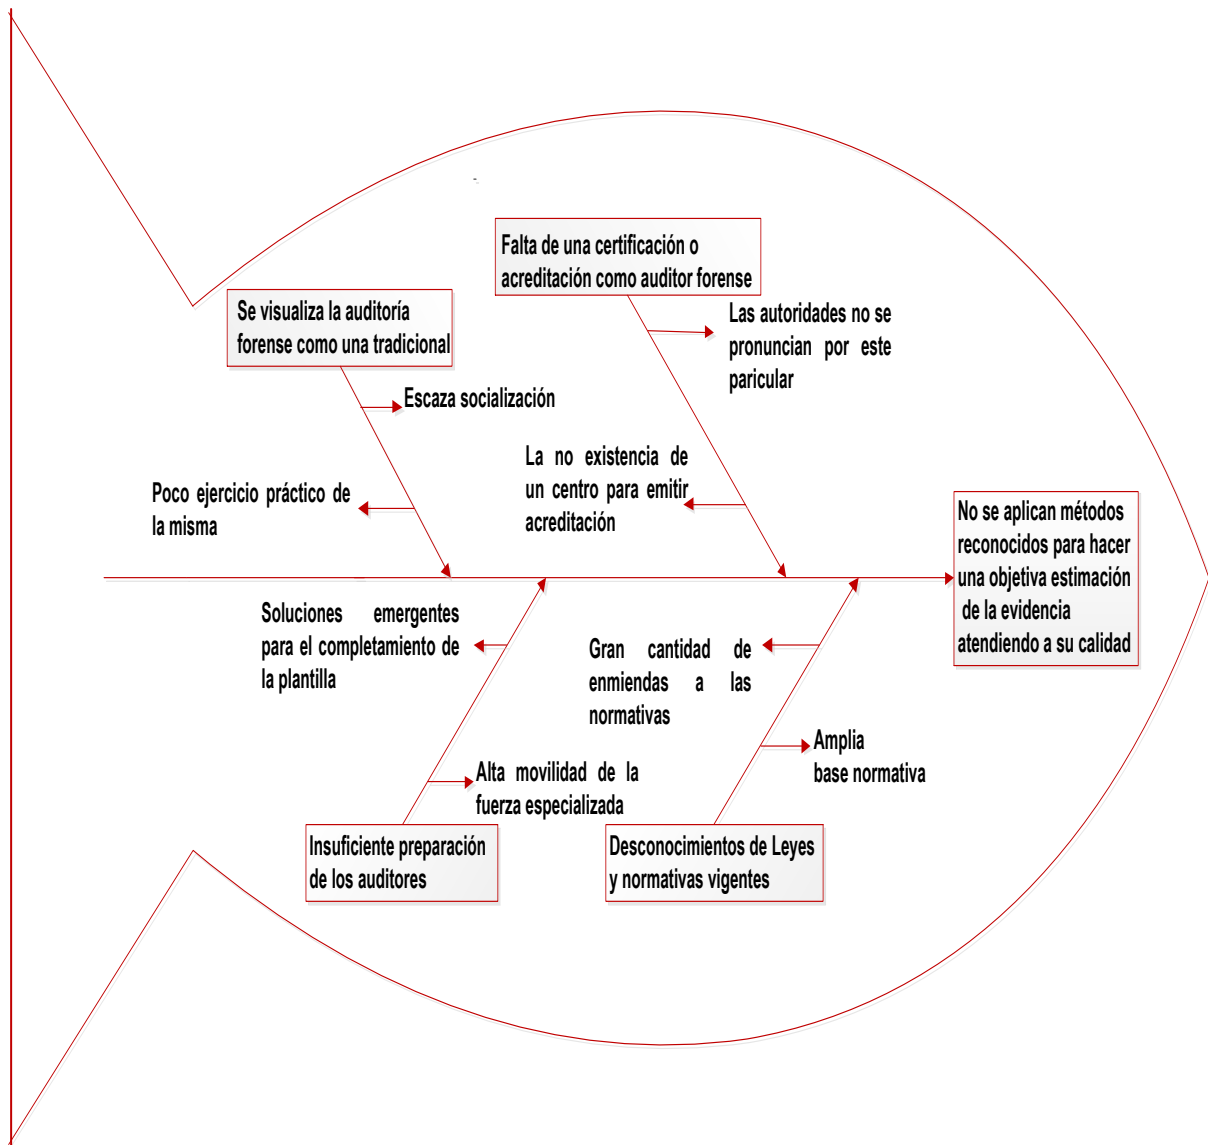 Falta de una certificación o
acreditación como auditor forense
Se visualiza la auditoría
forense como una tradicional
Las autoridades no se
pronuncian por este
paricular
Escaza socialización
La no existencia de
un centro para emitir
acreditación
Poco ejercicio práctico de
la misma
No se aplican métodos
reconocidos para hacer
una objetiva estimación
de la evidencia
atendiendo a su calidad
Soluciones emergentes
para el completamiento de
la plantilla
Gran cantidad de
enmiendas a las
normativas
Amplia
base normativa
Alta movilidad de la
fuerza especializada
Insuficiente preparación
de los auditores
Desconocimientos de Leyes
y normativas vigentes